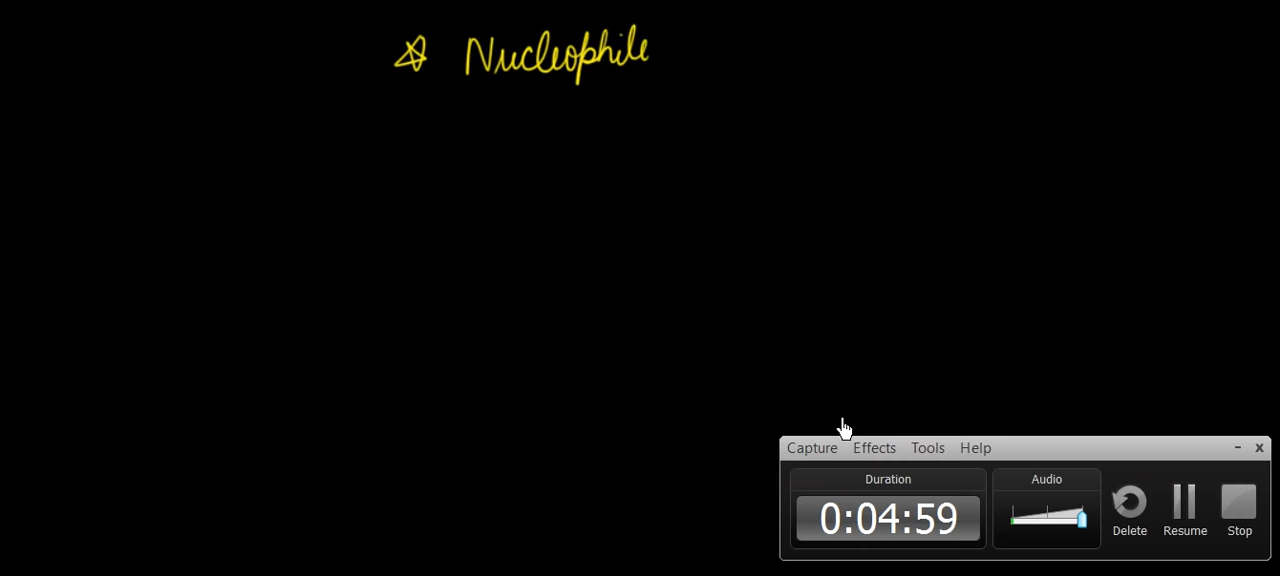 ☆ Nucleophile
Capture Effects Tools Help - x
Duration Audio
0:04:59
Delete Resume Stop